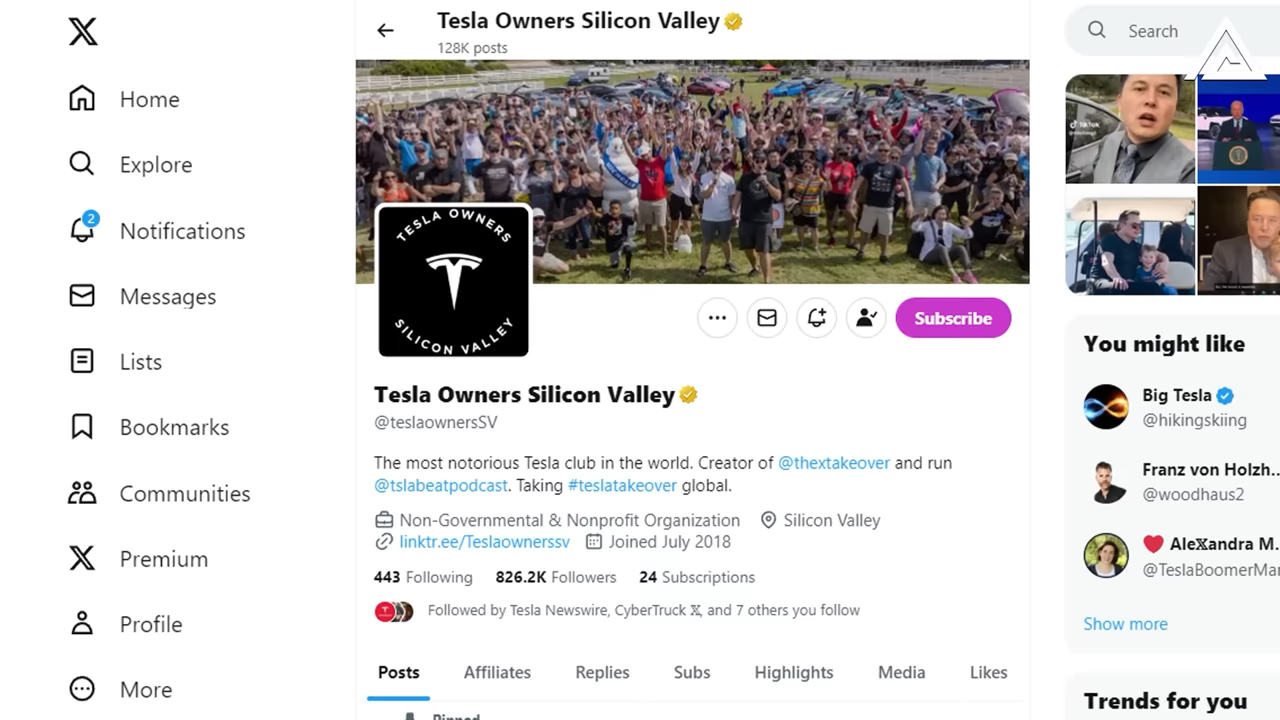 Tesla Owners Silicon Valley
128K posts
Home
Explore
2
Notifications
Messages
Lists
Bookmarks
Communities
Premium
Profile
More
TESLA OWNERS
SILICON VALLEY
Subscribe
Tesla Owners Silicon Valley
@teslaownersSV
The most notorious Tesla club in the world. Creator of @thextakeover and run
@tslabeatpodcast. Taking #teslatakeover global.
Non-Governmental & Nonprofit Organization Silicon Valley
linktr.ee/Teslaownerssv Joined July 2018
443 Following 826.2K Followers 24 Subscriptions
Followed by Tesla Newswire, CyberTruck 𝕏, and 7 others you follow
Posts Affiliates Replies Subs Highlights Media Likes
Pinned
Search
TikTok
You might like
Big Tesla
@hikingskiing
Franz von Holzh...
@woodhaus2
Ale𝕏andra M.
@TeslaBoomerMar
Show more
Trends for you